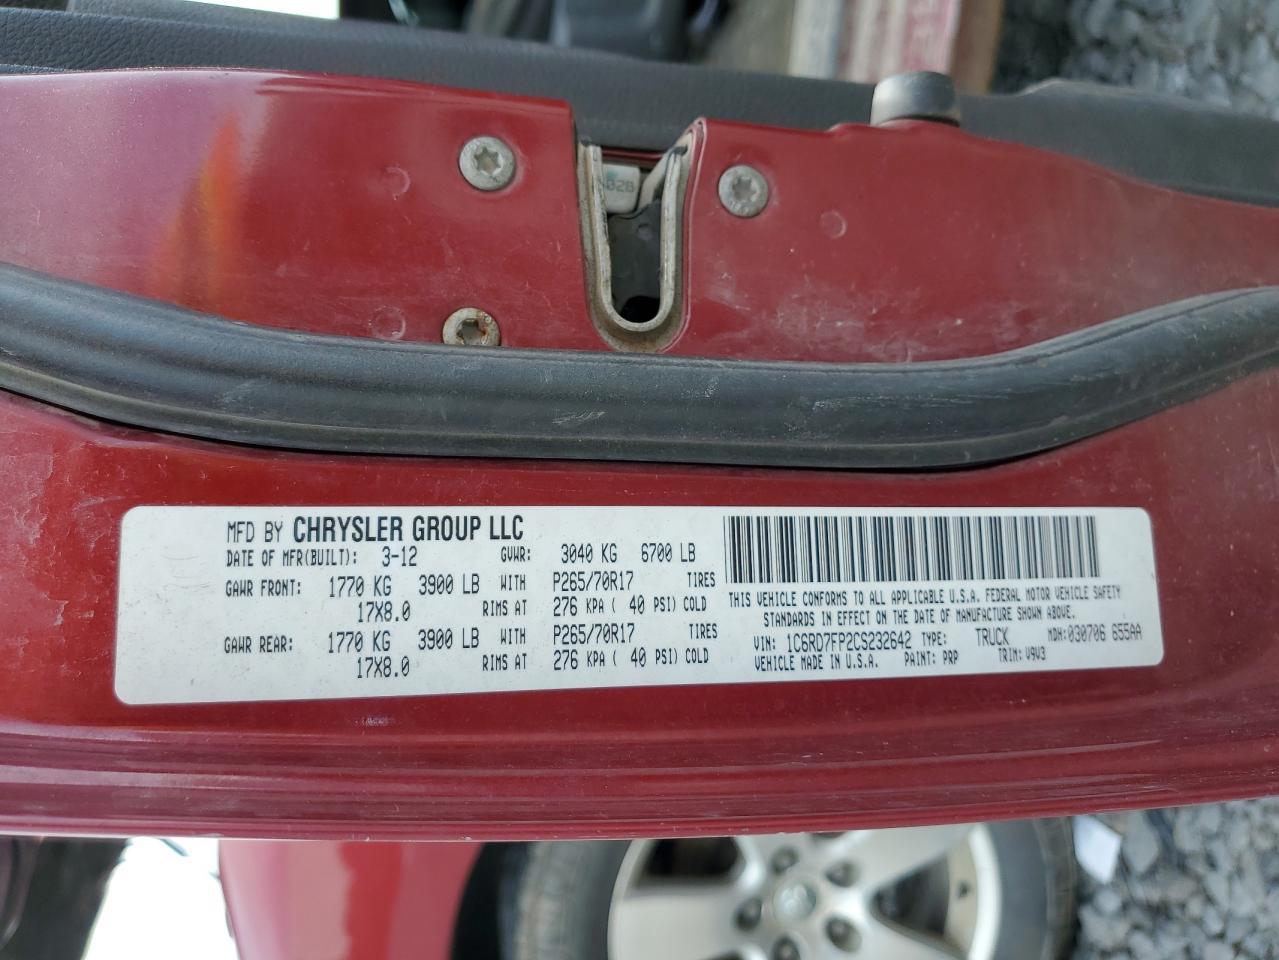 MFD BY CHRYSLER GROUP LLC
DATE OF MFR(BUILT): 3-12 GVWR: 3040 KG 6700 LB
GAWR FRONT: 1770 KG 3900 LB WITH P265/70R17 TIRES
17X8.0 RIMS AT 276 KPA ( 40 PSI) COLD
GAWR REAR: 1770 KG 3900 LB WITH P265/70R17 TIRES
17X8.0 RIMS AT 276 KPA ( 40 PSI) COLD
THIS VEHICLE CONFORMS TO ALL APPLICABLE U.S.A. FEDERAL MOTOR VEHICLE SAFETY
STANDARDS IN EFFECT ON THE DATE OF MANUFACTURE SHOWN ABOVE.
VIN: 1C6RD7FP2CS232642 TYPE: TRUCK MDH:030706 655AA
VEHICLE MADE IN U.S.A. PAINT: PRP TRIM: V9V3